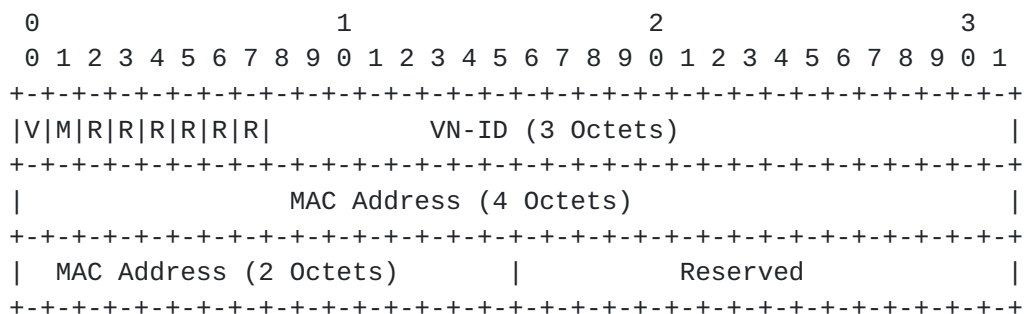 0                   1                   2                   3
 0 1 2 3 4 5 6 7 8 9 0 1 2 3 4 5 6 7 8 9 0 1 2 3 4 5 6 7 8 9 0 1
+-+-+-+-+-+-+-+-+-+-+-+-+-+-+-+-+-+-+-+-+-+-+-+-+-+-+-+-+-+-+-+-+
|V|M|R|R|R|R|R|R|          VN-ID (3 Octets)                     |
+-+-+-+-+-+-+-+-+-+-+-+-+-+-+-+-+-+-+-+-+-+-+-+-+-+-+-+-+-+-+-+-+
|                 MAC Address (4 Octets)                        |
+-+-+-+-+-+-+-+-+-+-+-+-+-+-+-+-+-+-+-+-+-+-+-+-+-+-+-+-+-+-+-+-+
|  MAC Address (2 Octets)       |          Reserved             |
+-+-+-+-+-+-+-+-+-+-+-+-+-+-+-+-+-+-+-+-+-+-+-+-+-+-+-+-+-+-+-+-+